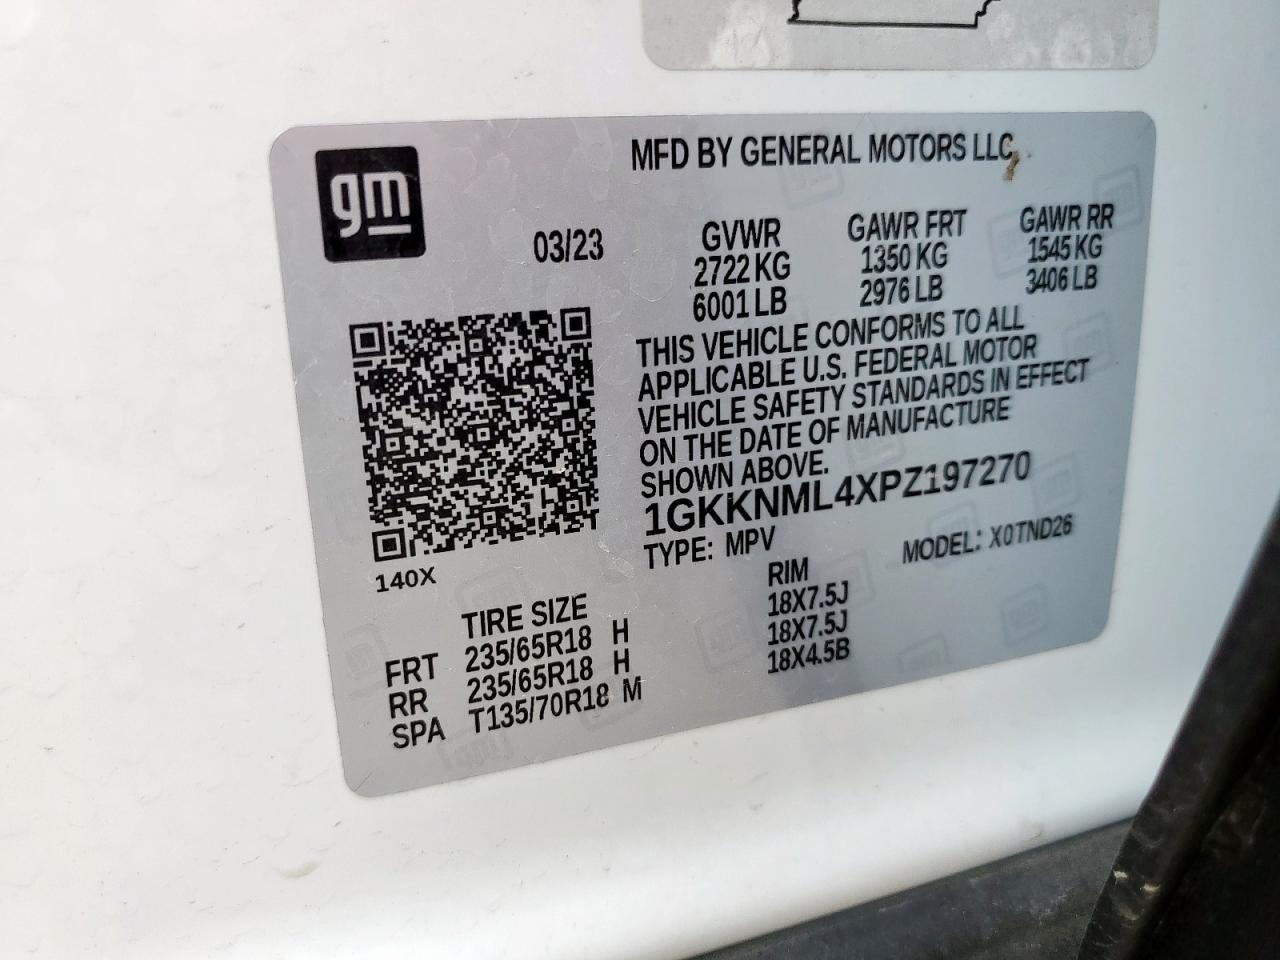 MFD BY GENERAL MOTORS LLC
gm
03/23
GVWR GAWR FRT GAWR RR
2722 KG 1350 KG 1545 KG
6001 LB 2976 LB 3406 LB
THIS VEHICLE CONFORMS TO ALL
APPLICABLE U.S. FEDERAL MOTOR
VEHICLE SAFETY STANDARDS IN EFFECT
ON THE DATE OF MANUFACTURE
SHOWN ABOVE.
1GKKNML4XPZ197270
TYPE: MPV MODEL: X0TND26
140X
TIRE SIZE RIM
FRT 235/65R18 H 18X7.5J
RR 235/65R18 H 18X7.5J
SPA T135/70R18 M 18X4.5B